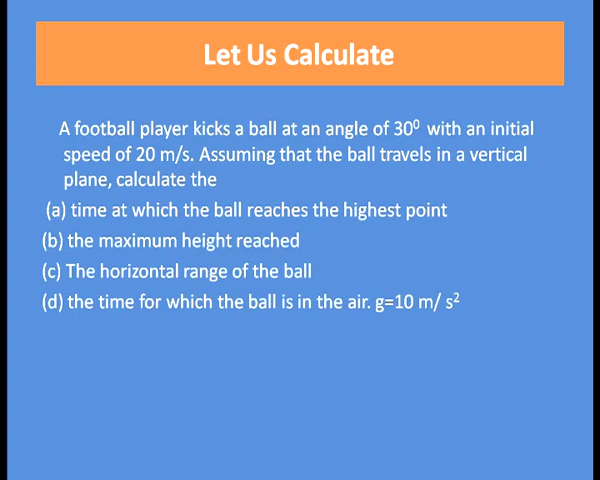 Let Us Calculate
A football player kicks a ball at an angle of 30⁰ with an initial
speed of 20 m/s. Assuming that the ball travels in a vertical
plane, calculate the
(a) time at which the ball reaches the highest point
(b) the maximum height reached
(c) The horizontal range of the ball
(d) the time for which the ball is in the air. g=10 m/ s²